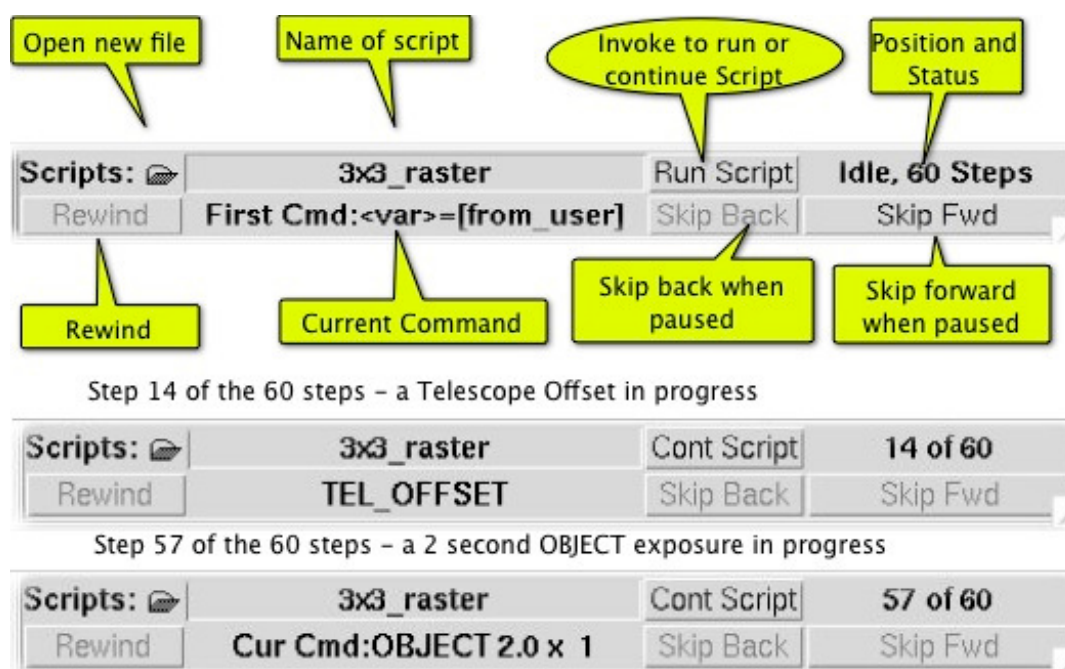 Open new file
Name of script
Invoke to run or
continue Script
Position and
Status
Scripts: 3x3_raster Run Script Idle, 60 Steps
Rewind First Cmd:<var>=[from_user] Skip Back Skip Fwd
Rewind
Current Command
Skip back when
paused
Skip forward
when paused
Step 14 of the 60 steps – a Telescope Offset in progress
Scripts: 3x3_raster Cont Script 14 of 60
Rewind TEL_OFFSET Skip Back Skip Fwd
Step 57 of the 60 steps – a 2 second OBJECT exposure in progress
Scripts: 3x3_raster Cont Script 57 of 60
Rewind Cur Cmd:OBJECT 2.0 x 1 Skip Back Skip Fwd